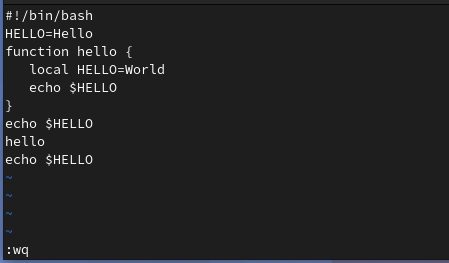 #!/bin/bash
HELLO=Hello
function hello {
   local HELLO=World
   echo $HELLO
}
echo $HELLO
hello
echo $HELLO
~
~
~
~
:wq